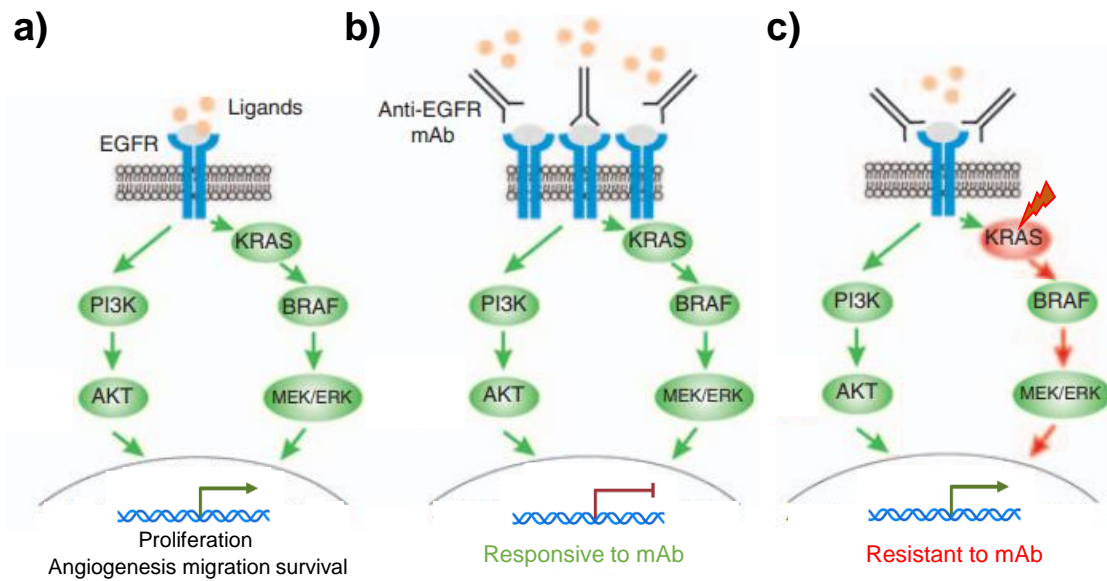 a)
Ligands
EGFR
KRAS
PI3K
BRAF
AKT
MEK/ERK
Proliferation
Angiogenesis migration survival
b)
Anti-EGFR
mAb
KRAS
PI3K
BRAF
AKT
MEK/ERK
Responsive to mAb
c)
KRAS
PI3K
BRAF
AKT
MEK/ERK
Resistant to mAb